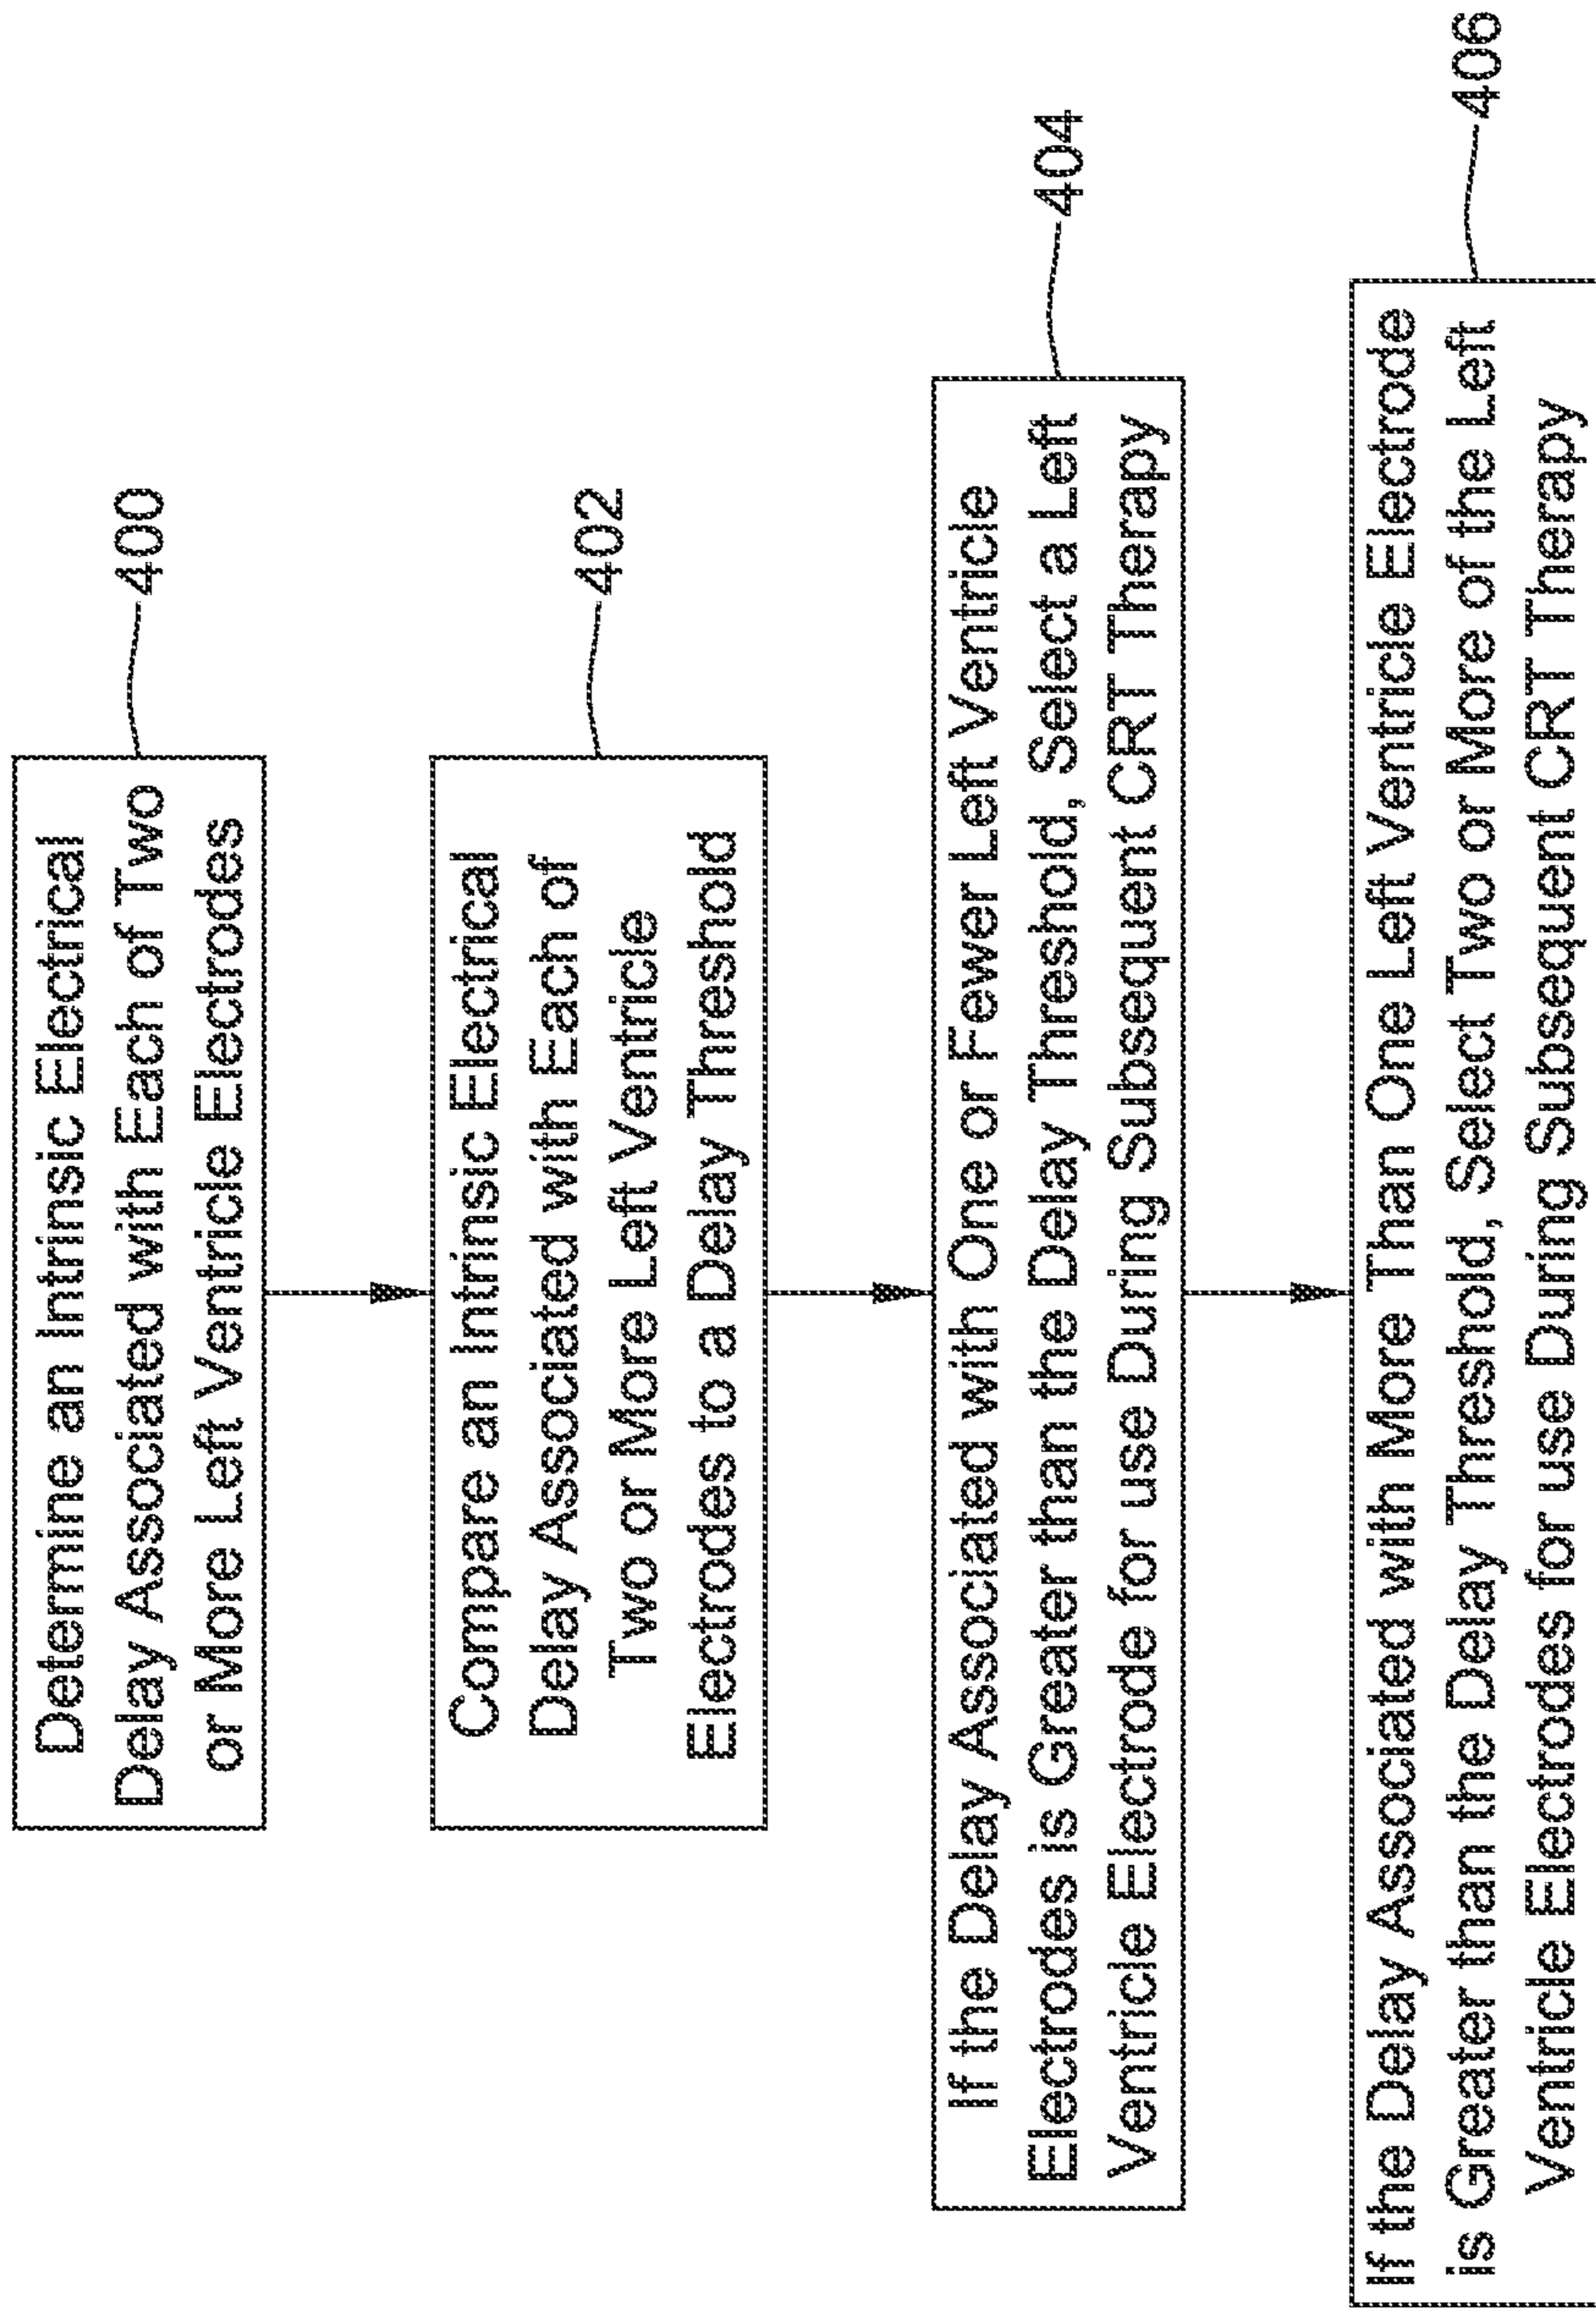 Determine an Intrinsic Electrical
Delay Associated with Each of Two
or More Left Ventricle Electrodes
400
Compare an Intrinsic Electrical
Delay Associated with Each of
Two or More Left Ventricle
Electrodes to a Delay Threshold
402
If the Delay Associated with One or Fewer Left Ventricle
Electrodes is Greater than the Delay Threshold, Select a Left
Ventricle Electrode for use During Subsequent CRT Therapy
404
If the Delay Associated with More Than One Left Ventricle Electrode
is Greater than the Delay Threshold, Select Two or More of the Left
Ventricle Electrodes for use During Subsequent CRT Therapy
406